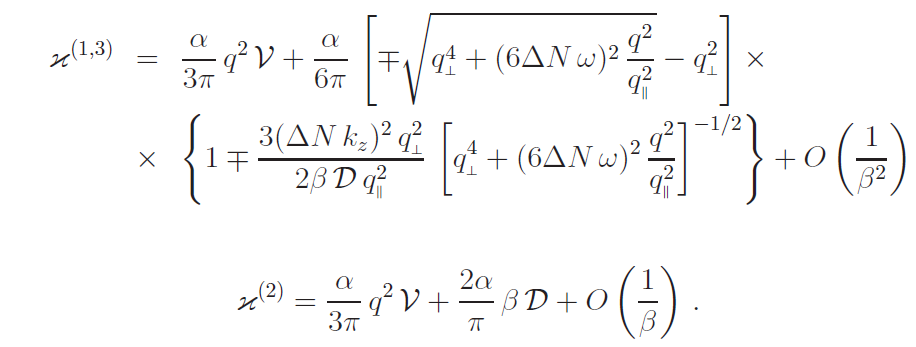 \varkappa^{(1,3)} = \frac{\alpha}{3\pi} q^2 \mathcal{V} + \frac{\alpha}{6\pi} \left[ \mp \sqrt{q_\perp^4 + (6\Delta N \omega)^2 \frac{q^2}{q_\parallel^2}} - q_\perp^2 \right] \times
\times \left\{ 1 \mp \frac{3(\Delta N k_z)^2 q_\perp^2}{2\beta \mathcal{D} q_\parallel^2} \left[ q_\perp^4 + (6\Delta N \omega)^2 \frac{q^2}{q_\parallel^2} \right]^{-1/2} \right\} + O\left( \frac{1}{\beta^2} \right)
\varkappa^{(2)} = \frac{\alpha}{3\pi} q^2 \mathcal{V} + \frac{2\alpha}{\pi} \beta \mathcal{D} + O\left( \frac{1}{\beta} \right) .